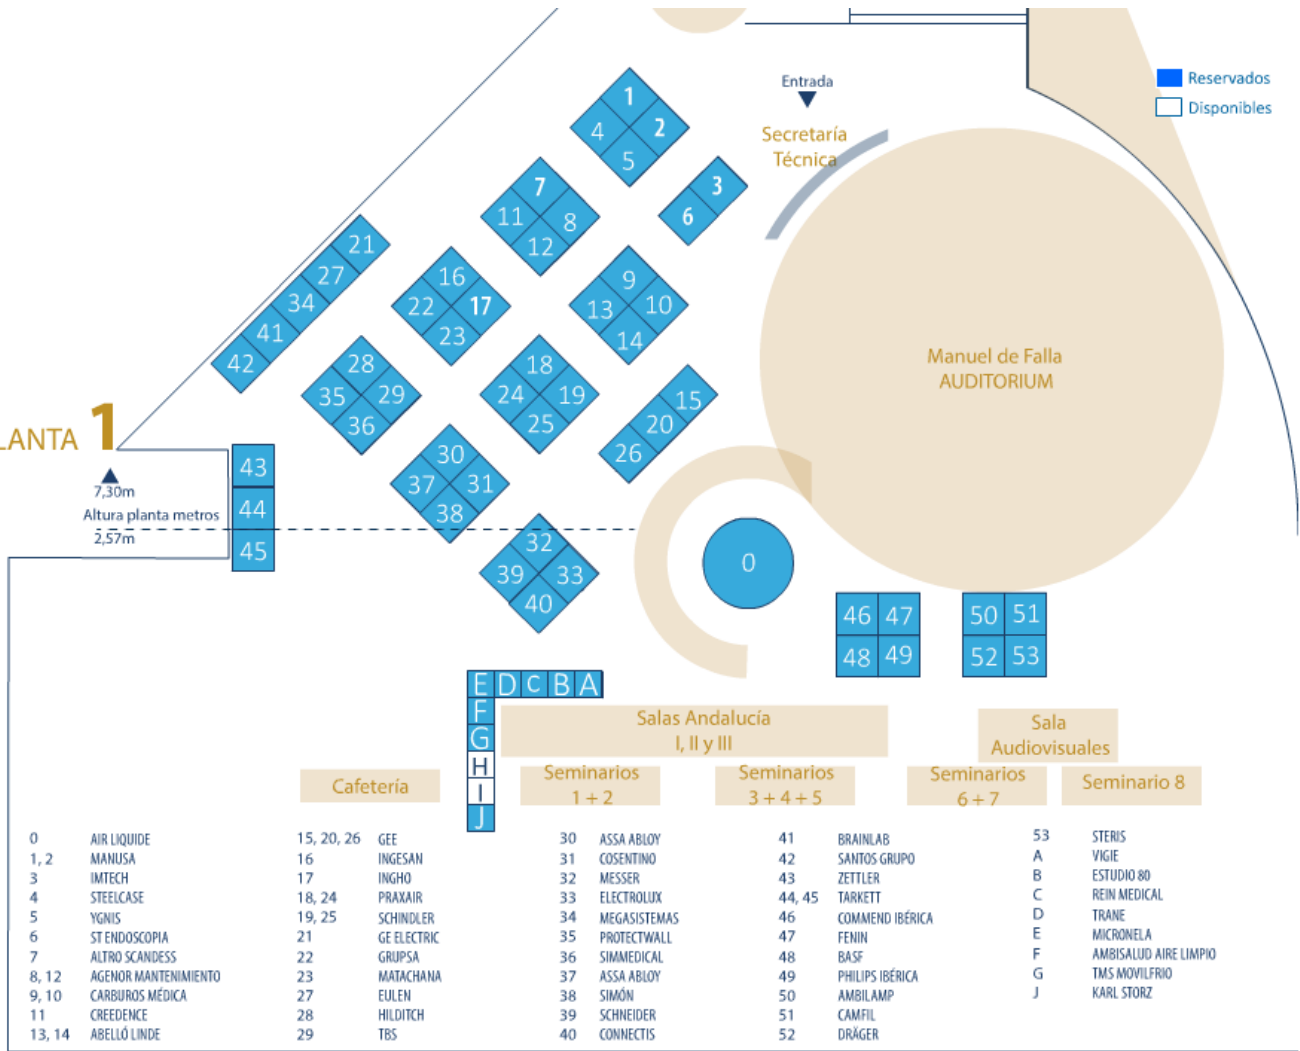 Entrada
Reservados
Disponibles
Secretaría
Técnica
1
4 2
5
3
6
7
11 8
12
21
27
34
41
42
16
22 17
23
9
13 10
14
28
35 29
36
18
24 19
25
15
20
26
Manuel de Falla
AUDITORIUM
LANTA 1
7,30m
Altura planta metros
2,57m
43
44
45
30
37 31
38
32
39 33
40
0
46 47
48 49
50 51
52 53
E D C B A
F
G
H
I
J
Salas Andalucía
I, II y III
Sala
Audiovisuales
Cafetería
Seminarios
1 + 2
Seminarios
3 + 4 + 5
Seminarios
6 + 7
Seminario 8
0 AIR LIQUIDE
1, 2 MANUSA
3 IMTECH
4 STEELCASE
5 YGNIS
6 ST ENDOSCOPIA
7 ALTRO SCANDESS
8, 12 AGENOR MANTENIMIENTO
9, 10 CARBUROS MÉDICA
11 CREEDENCE
13, 14 ABELLÓ LINDE
15, 20, 26 GEE
16 INGESAN
17 INGHO
18, 24 PRAXAIR
19, 25 SCHINDLER
21 GE ELECTRIC
22 GRUPSA
23 MATACHANA
27 EULEN
28 HILDITCH
29 TBS
30 ASSA ABLOY
31 COSENTINO
32 MESSER
33 ELECTROLUX
34 MEGASISTEMAS
35 PROTECTWALL
36 SIMMEDICAL
37 ASSA ABLOY
38 SIMÓN
39 SCHNEIDER
40 CONNECTIS
41 BRAINLAB
42 SANTOS GRUPO
43 ZETTLER
44, 45 TARKETT
46 COMMEND IBÉRICA
47 FENIN
48 BASF
49 PHILIPS IBÉRICA
50 AMBILAMP
51 CAMFIL
52 DRÄGER
53 STERIS
A VIGIE
B ESTUDIO 80
C REIN MEDICAL
D TRANE
E MICRONELA
F AMBISALUD AIRE LIMPIO
G TMS MOVILFRIO
J KARL STORZ